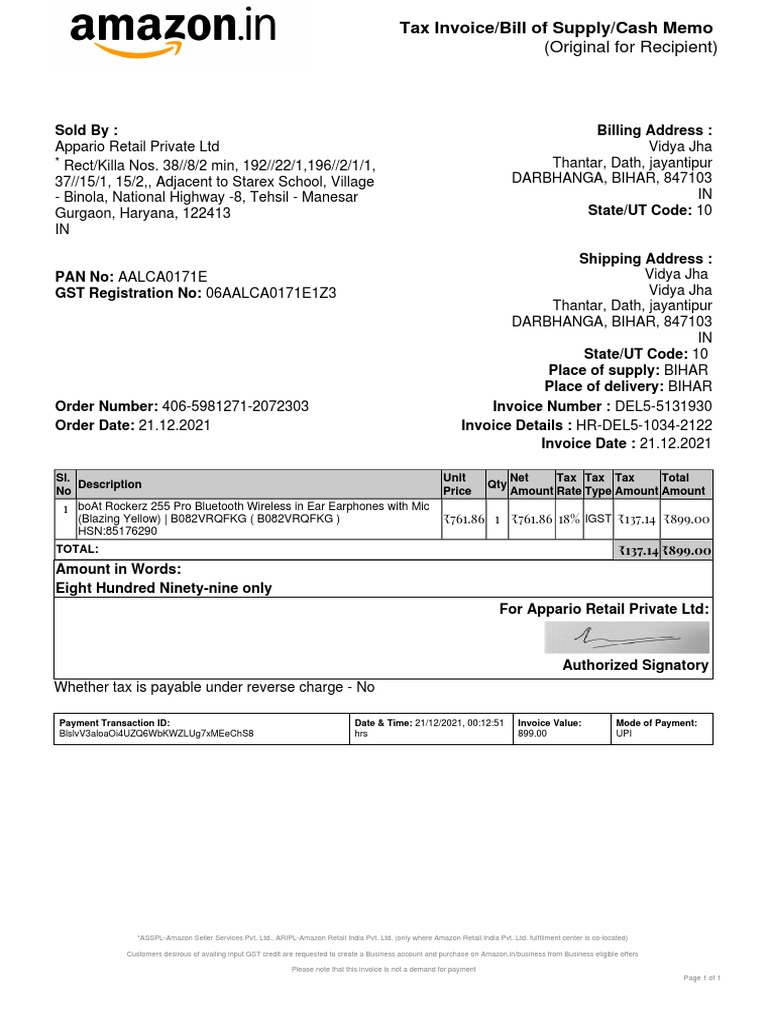 amazon.in
Tax Invoice/Bill of Supply/Cash Memo
(Original for Recipient)
Sold By :
Appario Retail Private Ltd
* Rect/Killa Nos. 38//8/2 min, 192//22/1,196//2/1/1,
37//15/1, 15/2,, Adjacent to Starex School, Village
- Binola, National Highway -8, Tehsil - Manesar
Gurgaon, Haryana, 122413
IN
Billing Address :
Vidya Jha
Thantar, Dath, jayantipur
DARBHANGA, BIHAR, 847103
IN
State/UT Code: 10
PAN No: AALCA0171E
GST Registration No: 06AALCA0171E1Z3
Shipping Address :
Vidya Jha
Vidya Jha
Thantar, Dath, jayantipur
DARBHANGA, BIHAR, 847103
IN
State/UT Code: 10
Place of supply: BIHAR
Place of delivery: BIHAR
Order Number: 406-5981271-2072303
Order Date: 21.12.2021
Invoice Number : DEL5-5131930
Invoice Details : HR-DEL5-1034-2122
Invoice Date : 21.12.2021
Sl. No Description Unit Price Qty Net Amount Tax Rate Tax Type Tax Amount Total Amount
1 boAt Rockerz 255 Pro Bluetooth Wireless in Ear Earphones with Mic
(Blazing Yellow) | B082VRQFKG ( B082VRQFKG )
HSN:85176290
₹761.86 1 ₹761.86 18% IGST ₹137.14 ₹899.00
TOTAL: ₹137.14 ₹899.00
Amount in Words:
Eight Hundred Ninety-nine only
For Appario Retail Private Ltd:
Authorized Signatory
Whether tax is payable under reverse charge - No
Payment Transaction ID:
BlslvV3aloaOi4UZQ6WbKWZLUg7xMEeChS8
Date & Time: 21/12/2021, 00:12:51
hrs
Invoice Value:
899.00
Mode of Payment:
UPI
*ASSPL-Amazon Seller Services Pvt. Ltd., ARIPL-Amazon Retail India Pvt. Ltd. (only where Amazon Retail India Pvt. Ltd. fulfillment center is co-located)
Customers desirous of availing input GST credit are requested to create a Business account and purchase on Amazon.in/business from Business eligible offers
Please note that this invoice is not a demand for payment
Page 1 of 1